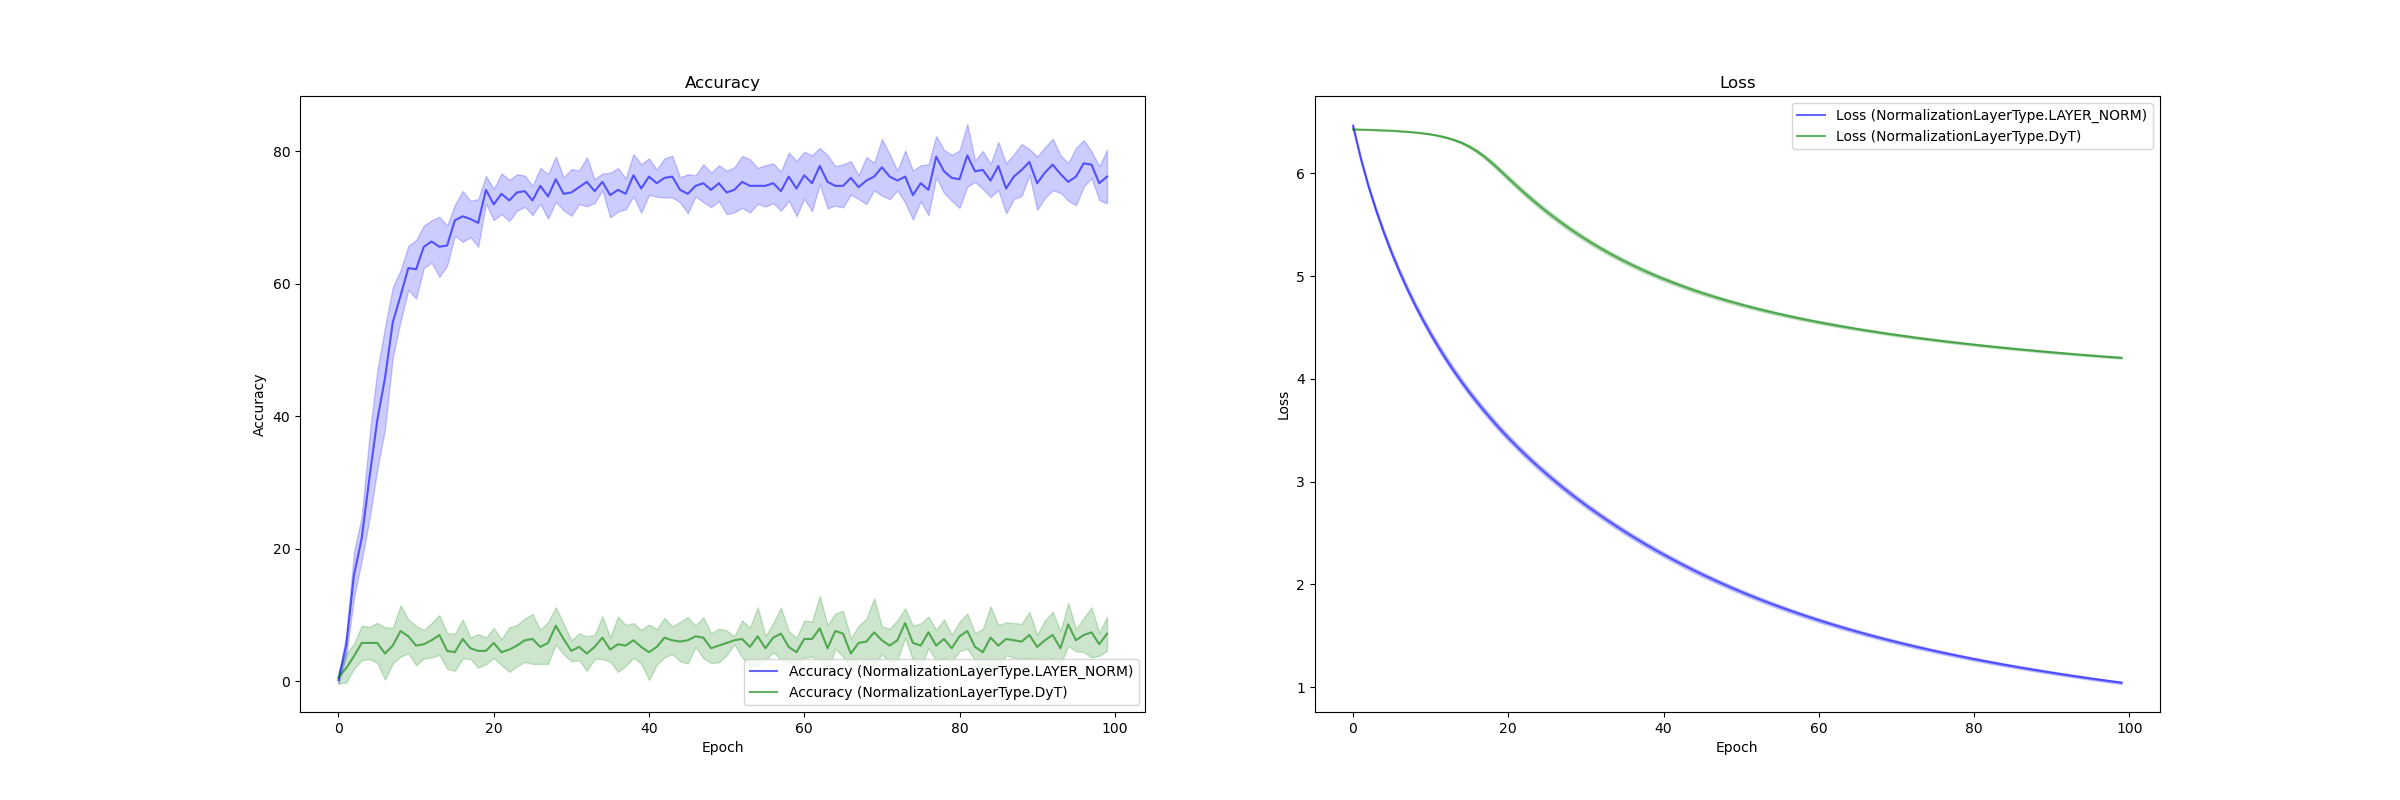 Accuracy
Accuracy
80
60
40
20
0
0 20 40 60 80 100
Epoch
Accuracy (NormalizationLayerType.LAYER_NORM)
Accuracy (NormalizationLayerType.DyT)
Loss
Loss
6
5
4
3
2
1
0 20 40 60 80 100
Epoch
Loss (NormalizationLayerType.LAYER_NORM)
Loss (NormalizationLayerType.DyT)